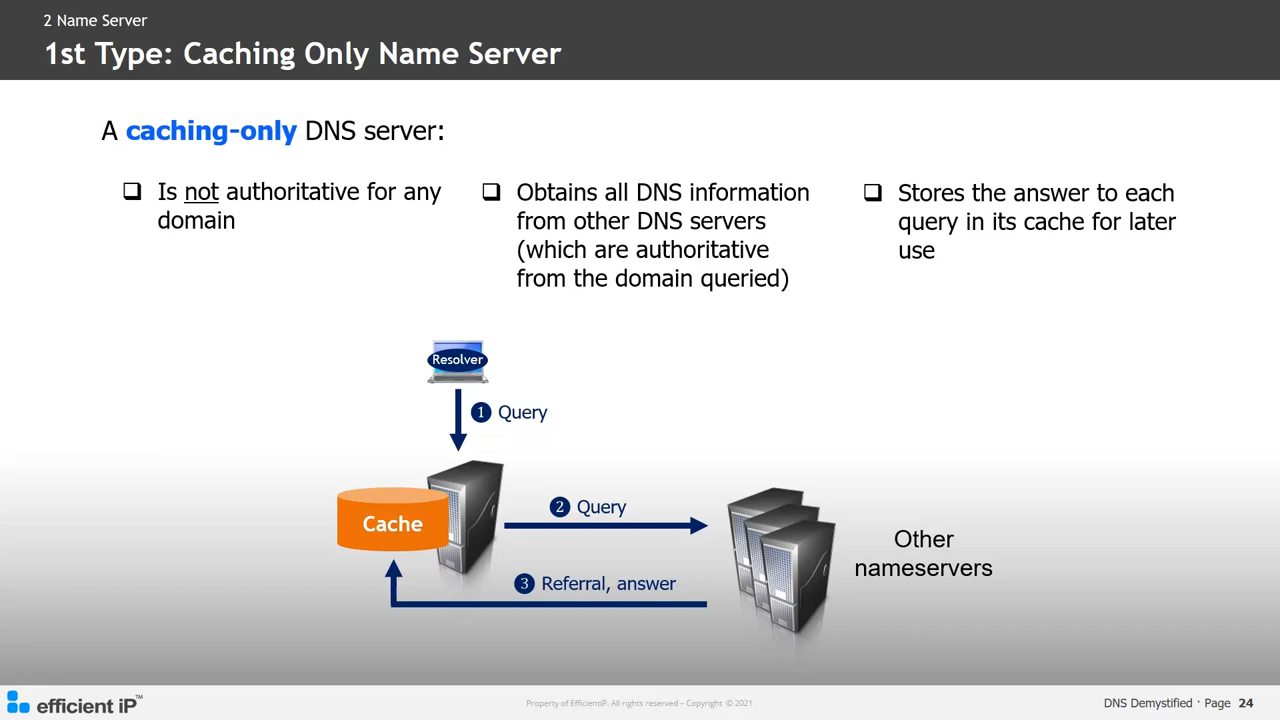 2 Name Server
1st Type: Caching Only Name Server
A caching-only DNS server:
❑ Is not authoritative for any
domain
❑ Obtains all DNS information
from other DNS servers
(which are authoritative
from the domain queried)
❑ Stores the answer to each
query in its cache for later
use
Resolver
❶ Query
Cache
❷ Query
❸ Referral, answer
Other
nameservers
efficient iP™
Property of EfficientiP. All rights reserved – Copyright © 2021
DNS Demystified · Page 24